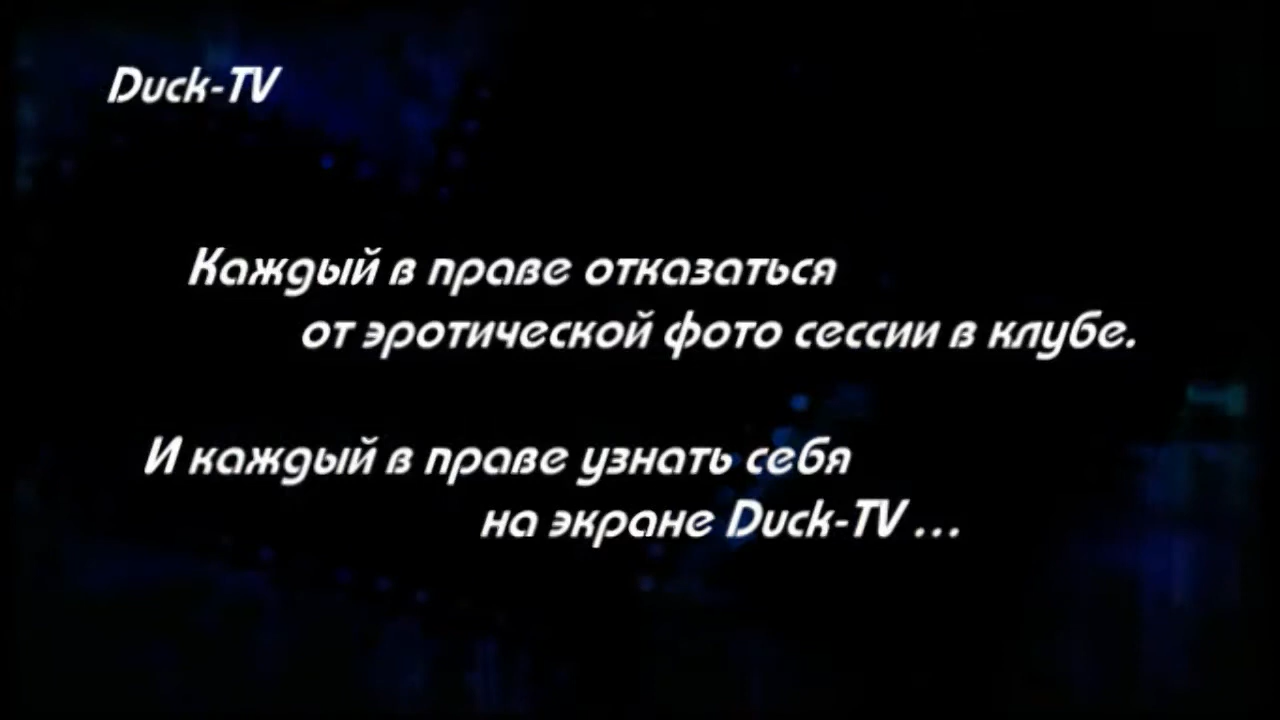 Duck-TV
Каждый в праве отказаться
от эротической фото сессии в клубе.
И каждый в праве узнать себя
на экране Duck-TV ...